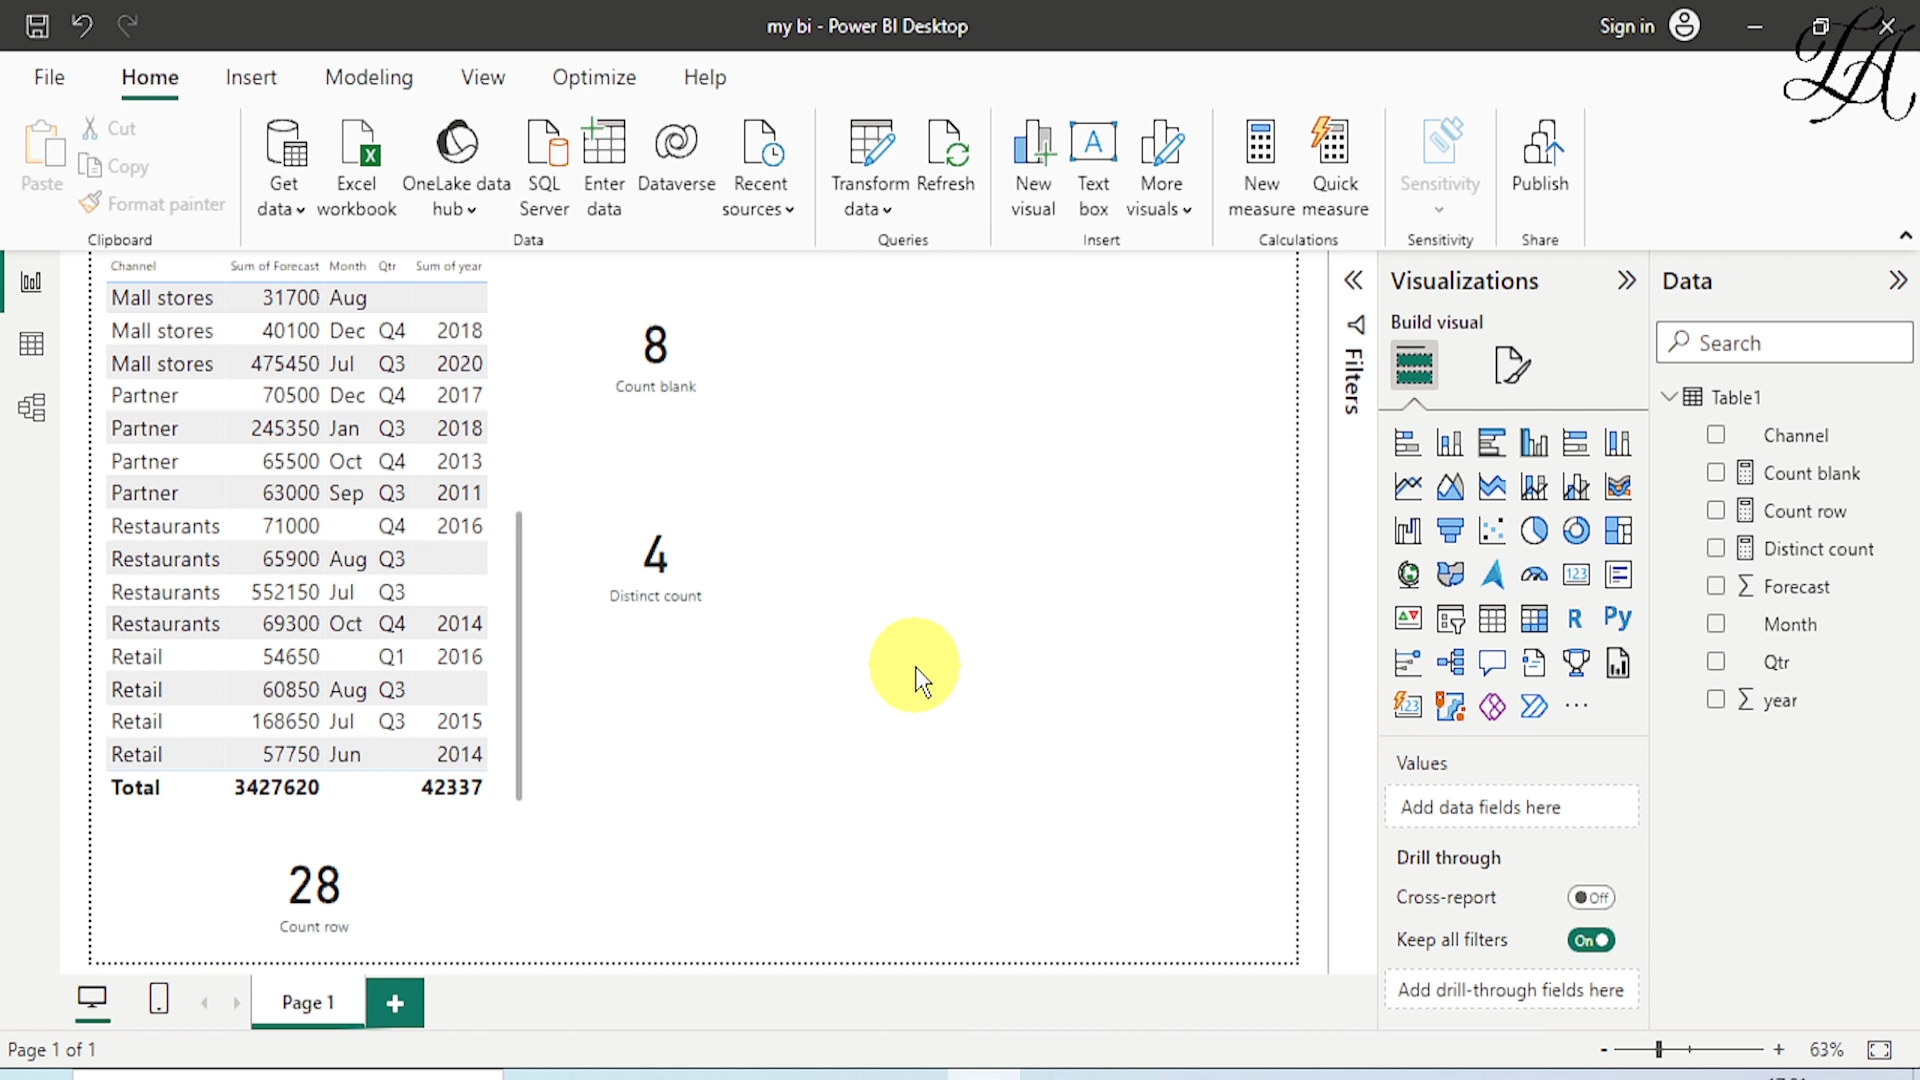 my bi - Power BI Desktop
Sign in
LA
File Home Insert Modeling View Optimize Help
Paste
Cut
Copy
Format painter
Clipboard
Get data
Excel workbook
OneLake data hub
SQL Server
Enter data
Dataverse
Recent sources
Data
Transform data
Refresh
Queries
New visual
A
Text box
More visuals
Insert
New measure
Quick measure
Calculations
Sensitivity
Sensitivity
Publish
Share
Channel Sum of Forecast Month Qtr Sum of year
Mall stores 31700 Aug
Mall stores 40100 Dec Q4 2018
Mall stores 475450 Jul Q3 2020
Partner 70500 Dec Q4 2017
Partner 245350 Jan Q3 2018
Partner 65500 Oct Q4 2013
Partner 63000 Sep Q3 2011
Restaurants 71000 Q4 2016
Restaurants 65900 Aug Q3
Restaurants 552150 Jul Q3
Restaurants 69300 Oct Q4 2014
Retail 54650 Q1 2016
Retail 60850 Aug Q3
Retail 168650 Jul Q3 2015
Retail 57750 Jun 2014
Total 3427620 42337
8
Count blank
4
Distinct count
28
Count row
Filters
Visualizations
Build visual
123
R
Py
123
Values
Add data fields here
Drill through
Cross-report Off
Keep all filters On
Add drill-through fields here
Data
Search
Table1
Channel
Count blank
Count row
Distinct count
Forecast
Month
Qtr
year
Page 1
Page 1 of 1
- + 63%